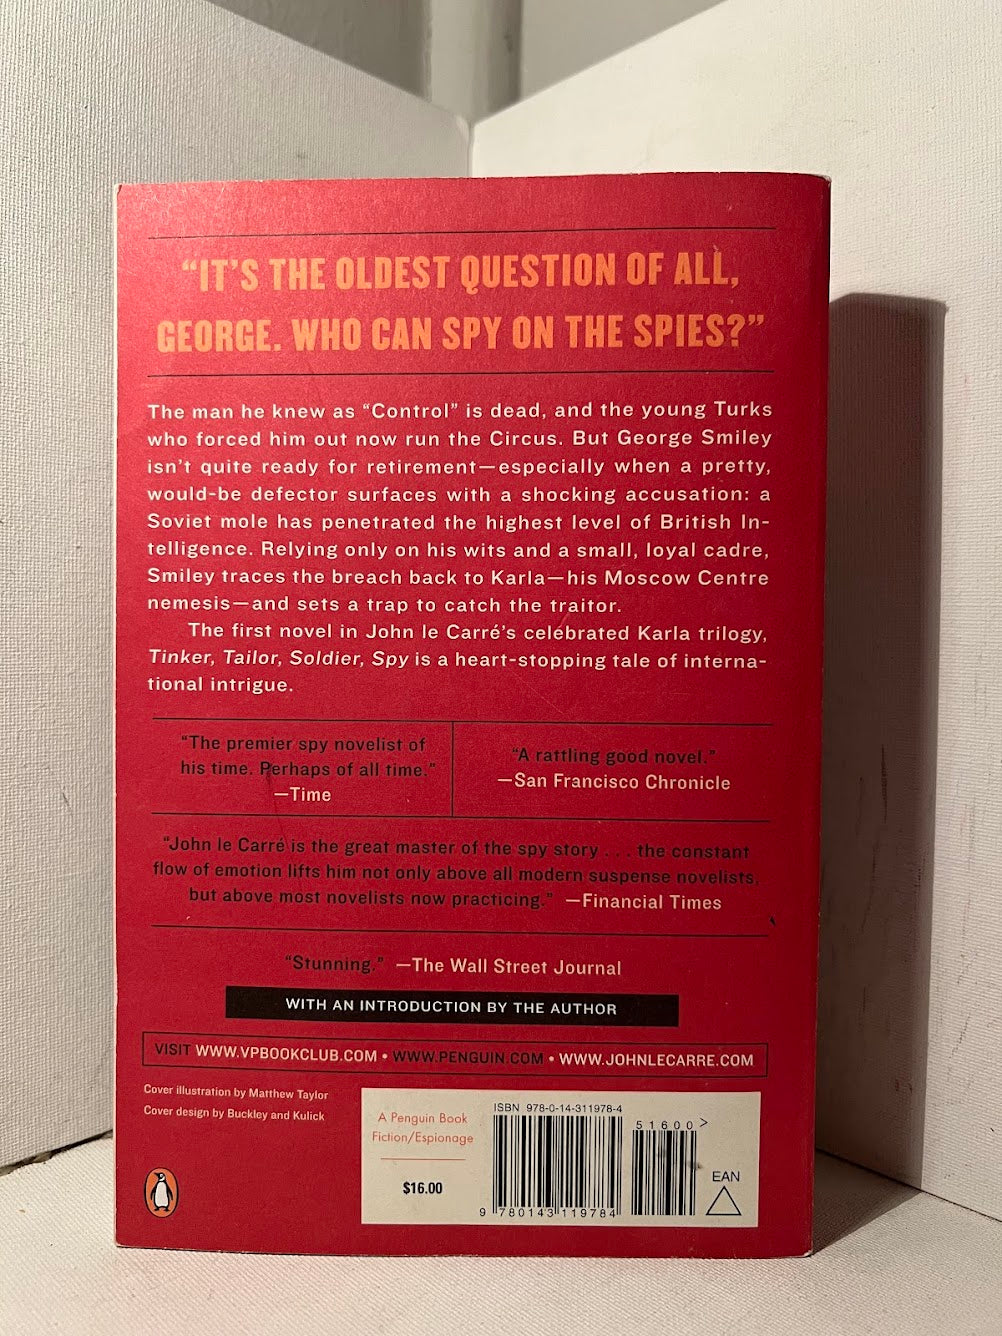 “IT’S THE OLDEST QUESTION OF ALL,
GEORGE. WHO CAN SPY ON THE SPIES?”
The man he knew as “Control” is dead, and the young Turks
who forced him out now run the Circus. But George Smiley
isn’t quite ready for retirement—especially when a pretty,
would-be defector surfaces with a shocking accusation: a
Soviet mole has penetrated the highest level of British In-
telligence. Relying only on his wits and a small, loyal cadre,
Smiley traces the breach back to Karla—his Moscow Centre
nemesis—and sets a trap to catch the traitor.
The first novel in John le Carré’s celebrated Karla trilogy,
Tinker, Tailor, Soldier, Spy is a heart-stopping tale of interna-
tional intrigue.
“The premier spy novelist of
his time. Perhaps of all time.”
—Time
“A rattling good novel.”
—San Francisco Chronicle
“John le Carré is the great master of the spy story . . . the constant
flow of emotion lifts him not only above all modern suspense novelists,
but above most novelists now practicing.” —Financial Times
“Stunning.” —The Wall Street Journal
WITH AN INTRODUCTION BY THE AUTHOR
VISIT WWW.VPBOOKCLUB.COM • WWW.PENGUIN.COM • WWW.JOHNLECARRE.COM
Cover illustration by Matthew Taylor
Cover design by Buckley and Kulick
A Penguin Book
Fiction/Espionage
$16.00
ISBN 978-0-14-311978-4
51600>
9 780143 119784
EAN